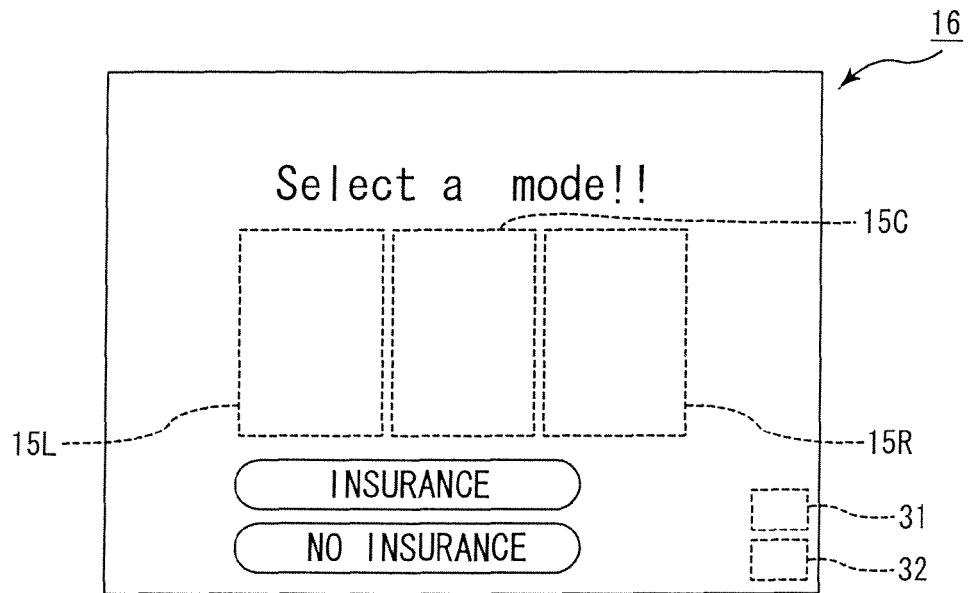 16
Select a mode!!
15C
15L
15R
INSURANCE
31
NO INSURANCE
32